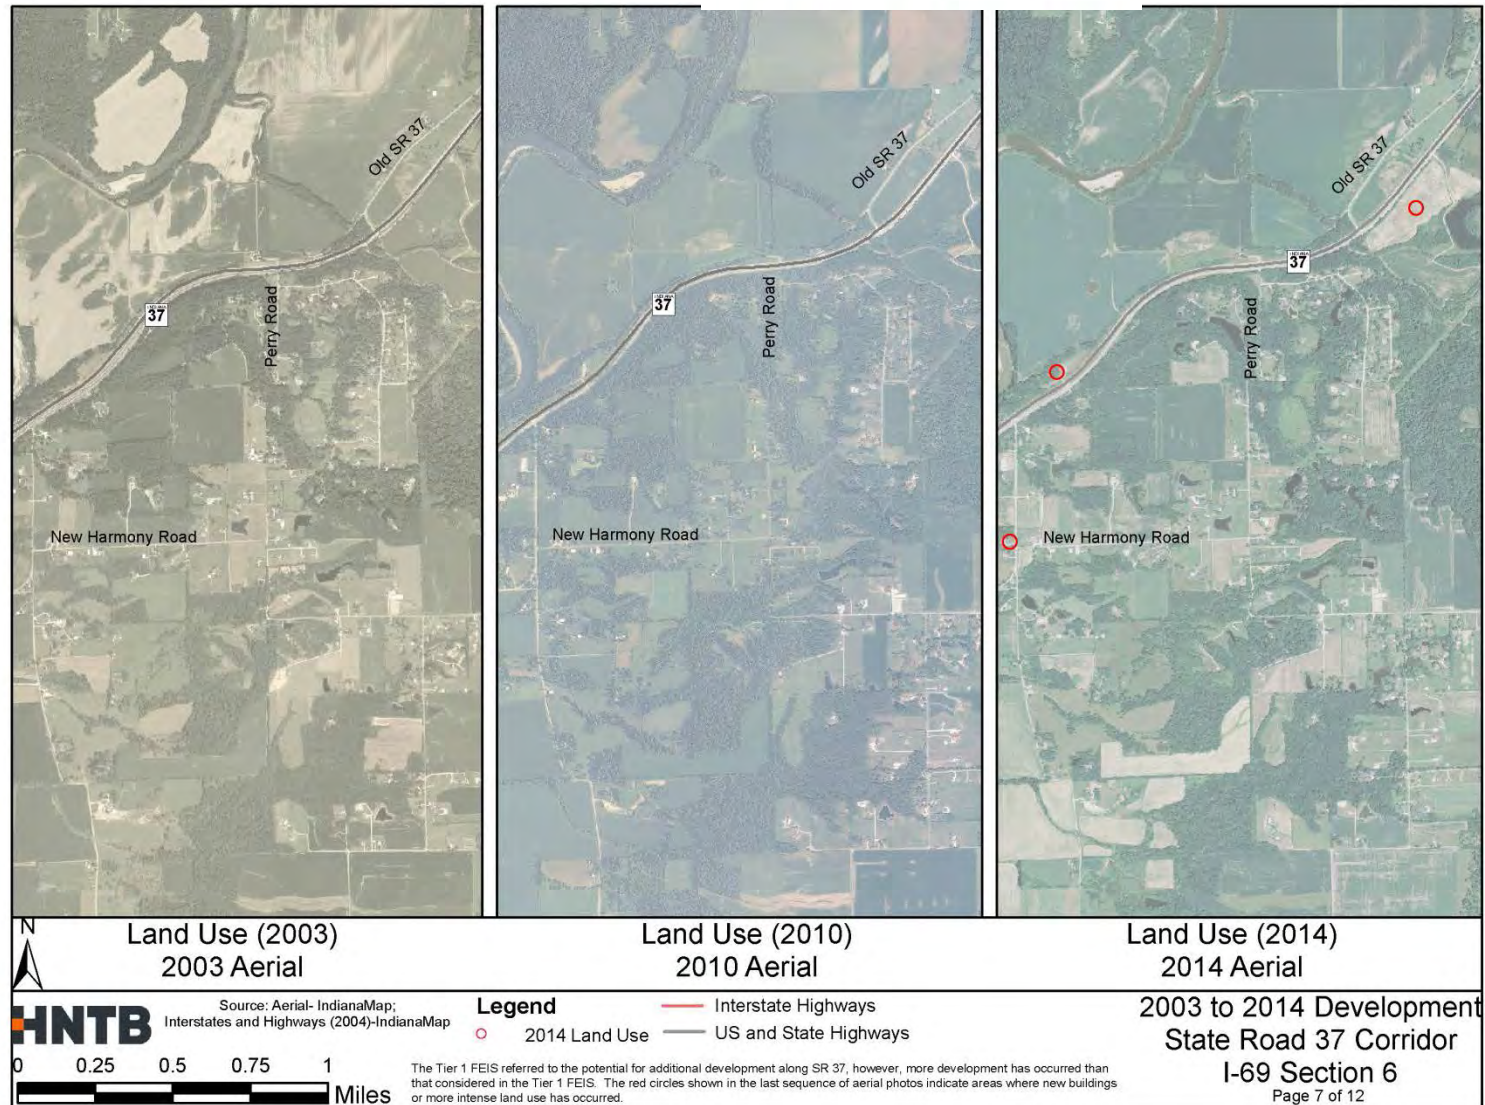 Old SR 37
37
Perry Road
New Harmony Road
Old SR 37
37
Perry Road
New Harmony Road
Old SR 37
37
Perry Road
New Harmony Road
N
Land Use (2003)
2003 Aerial
Land Use (2010)
2010 Aerial
Land Use (2014)
2014 Aerial
HNTB
Source: Aerial- IndianaMap;
Interstates and Highways (2004)-IndianaMap
0 0.25 0.5 0.75 1
Miles
Legend
2014 Land Use
Interstate Highways
US and State Highways
The Tier 1 FEIS referred to the potential for additional development along SR 37, however, more development has occurred than
that considered in the Tier 1 FEIS. The red circles shown in the last sequence of aerial photos indicate areas where new buildings
or more intense land use has occurred.
2003 to 2014 Development
State Road 37 Corridor
I-69 Section 6
Page 7 of 12